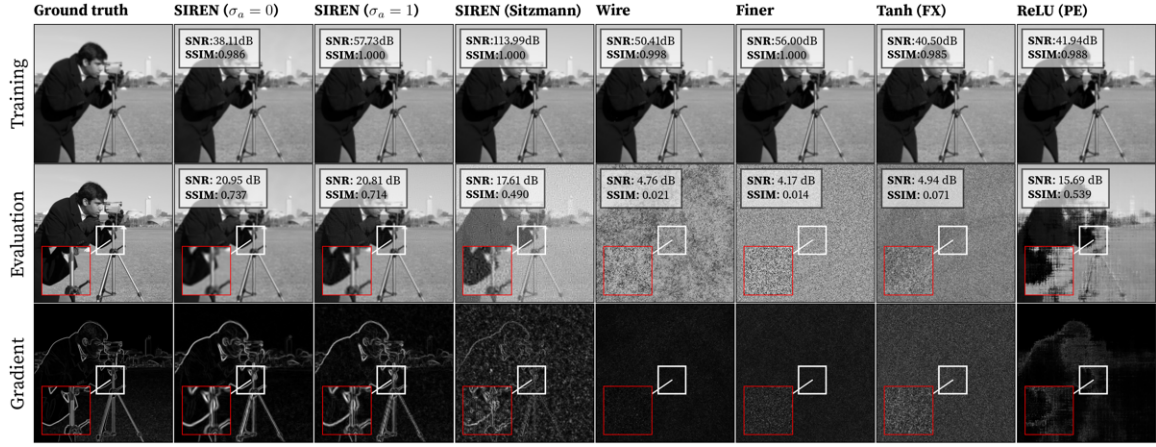 Ground truth SIREN (σₐ = 0) SIREN (σₐ = 1) SIREN (Sitzmann) Wire Finer Tanh (FX) ReLU (PE)
Training
SNR:38.11dB
SSIM:0.986
SNR:57.73dB
SSIM:1.000
SNR:113.99dB
SSIM:1.000
SNR:50.41dB
SSIM:0.998
SNR:56.00dB
SSIM:1.000
SNR:40.50dB
SSIM:0.985
SNR:41.94dB
SSIM:0.988
Evaluation
SNR: 20.95 dB
SSIM: 0.737
SNR: 20.81 dB
SSIM: 0.714
SNR: 17.61 dB
SSIM: 0.490
SNR: 4.76 dB
SSIM: 0.021
SNR: 4.17 dB
SSIM: 0.014
SNR: 4.94 dB
SSIM: 0.071
SNR: 15.69 dB
SSIM: 0.539
Gradient